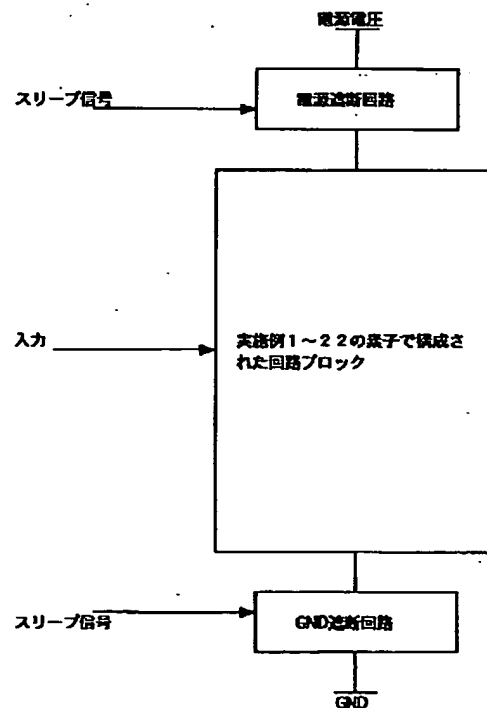 電源電圧
スリープ信号
電源遮断回路
入力
実施例1~22の素子で構成さ
れた回路ブロック
スリープ信号
GND遮断回路
GND